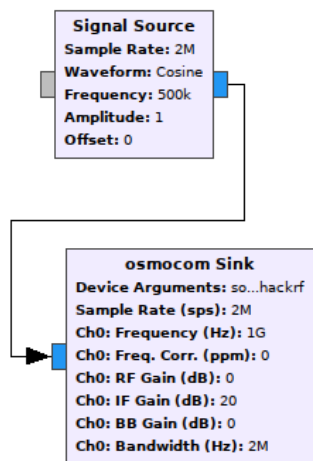 Signal Source
Sample Rate: 2M
Waveform: Cosine
Frequency: 500k
Amplitude: 1
Offset: 0
osmocom Sink
Device Arguments: so...hackrf
Sample Rate (sps): 2M
Ch0: Frequency (Hz): 1G
Ch0: Freq. Corr. (ppm): 0
Ch0: RF Gain (dB): 0
Ch0: IF Gain (dB): 20
Ch0: BB Gain (dB): 0
Ch0: Bandwidth (Hz): 2M